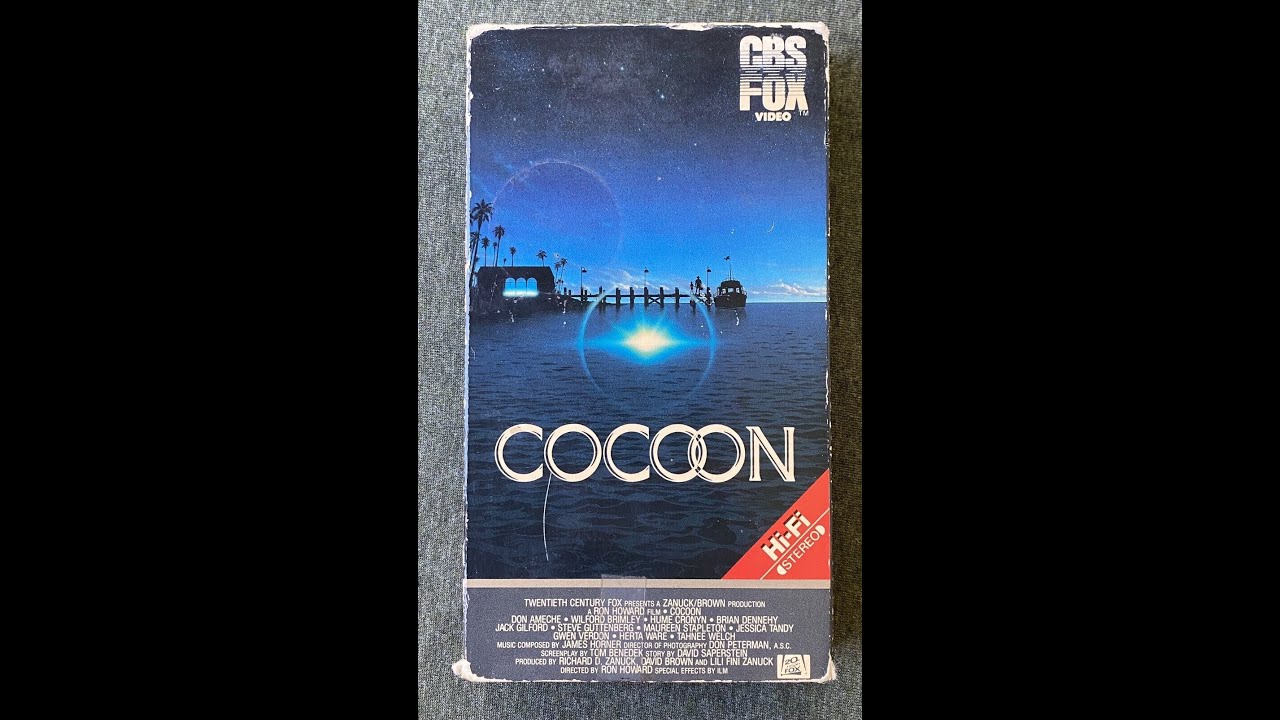 CBS
FOX
VIDEO TM
COCOON
Hi-Fi
STEREO
TWENTIETH CENTURY FOX PRESENTS A ZANUCK/BROWN PRODUCTION
A RON HOWARD FILM • COCOON
DON AMECHE • WILFORD BRIMLEY • HUME CRONYN • BRIAN DENNEHY
JACK GILFORD • STEVE GUTTENBERG • MAUREEN STAPLETON • JESSICA TANDY
GWEN VERDON • HERTA WARE • TAHNEE WELCH
MUSIC COMPOSED BY JAMES HORNER DIRECTOR OF PHOTOGRAPHY DON PETERMAN, A.S.C.
SCREENPLAY BY TOM BENEDEK STORY BY DAVID SAPERSTEIN
PRODUCED BY RICHARD D. ZANUCK, DAVID BROWN AND LILI FINI ZANUCK
DIRECTED BY RON HOWARD SPECIAL EFFECTS BY ILM
20
FOX